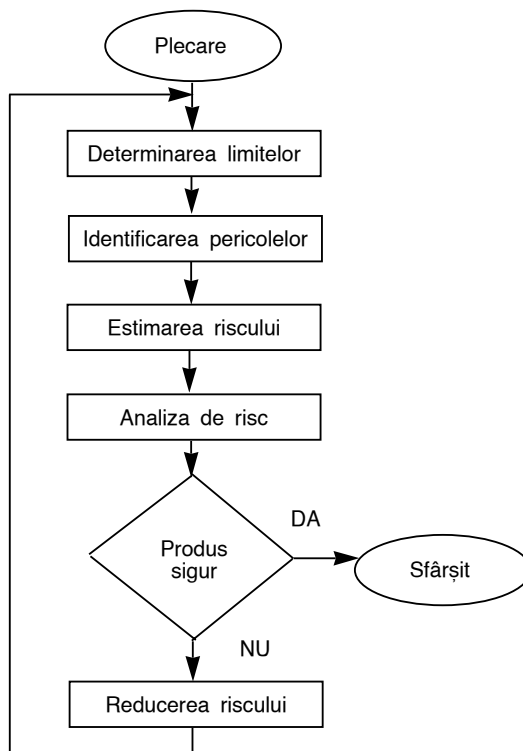 Plecare
Determinarea limitelor
Identificarea pericolelor
Estimarea riscului
Analiza de risc
DA
Produs
sigur
Sfârșit
NU
Reducerea riscului